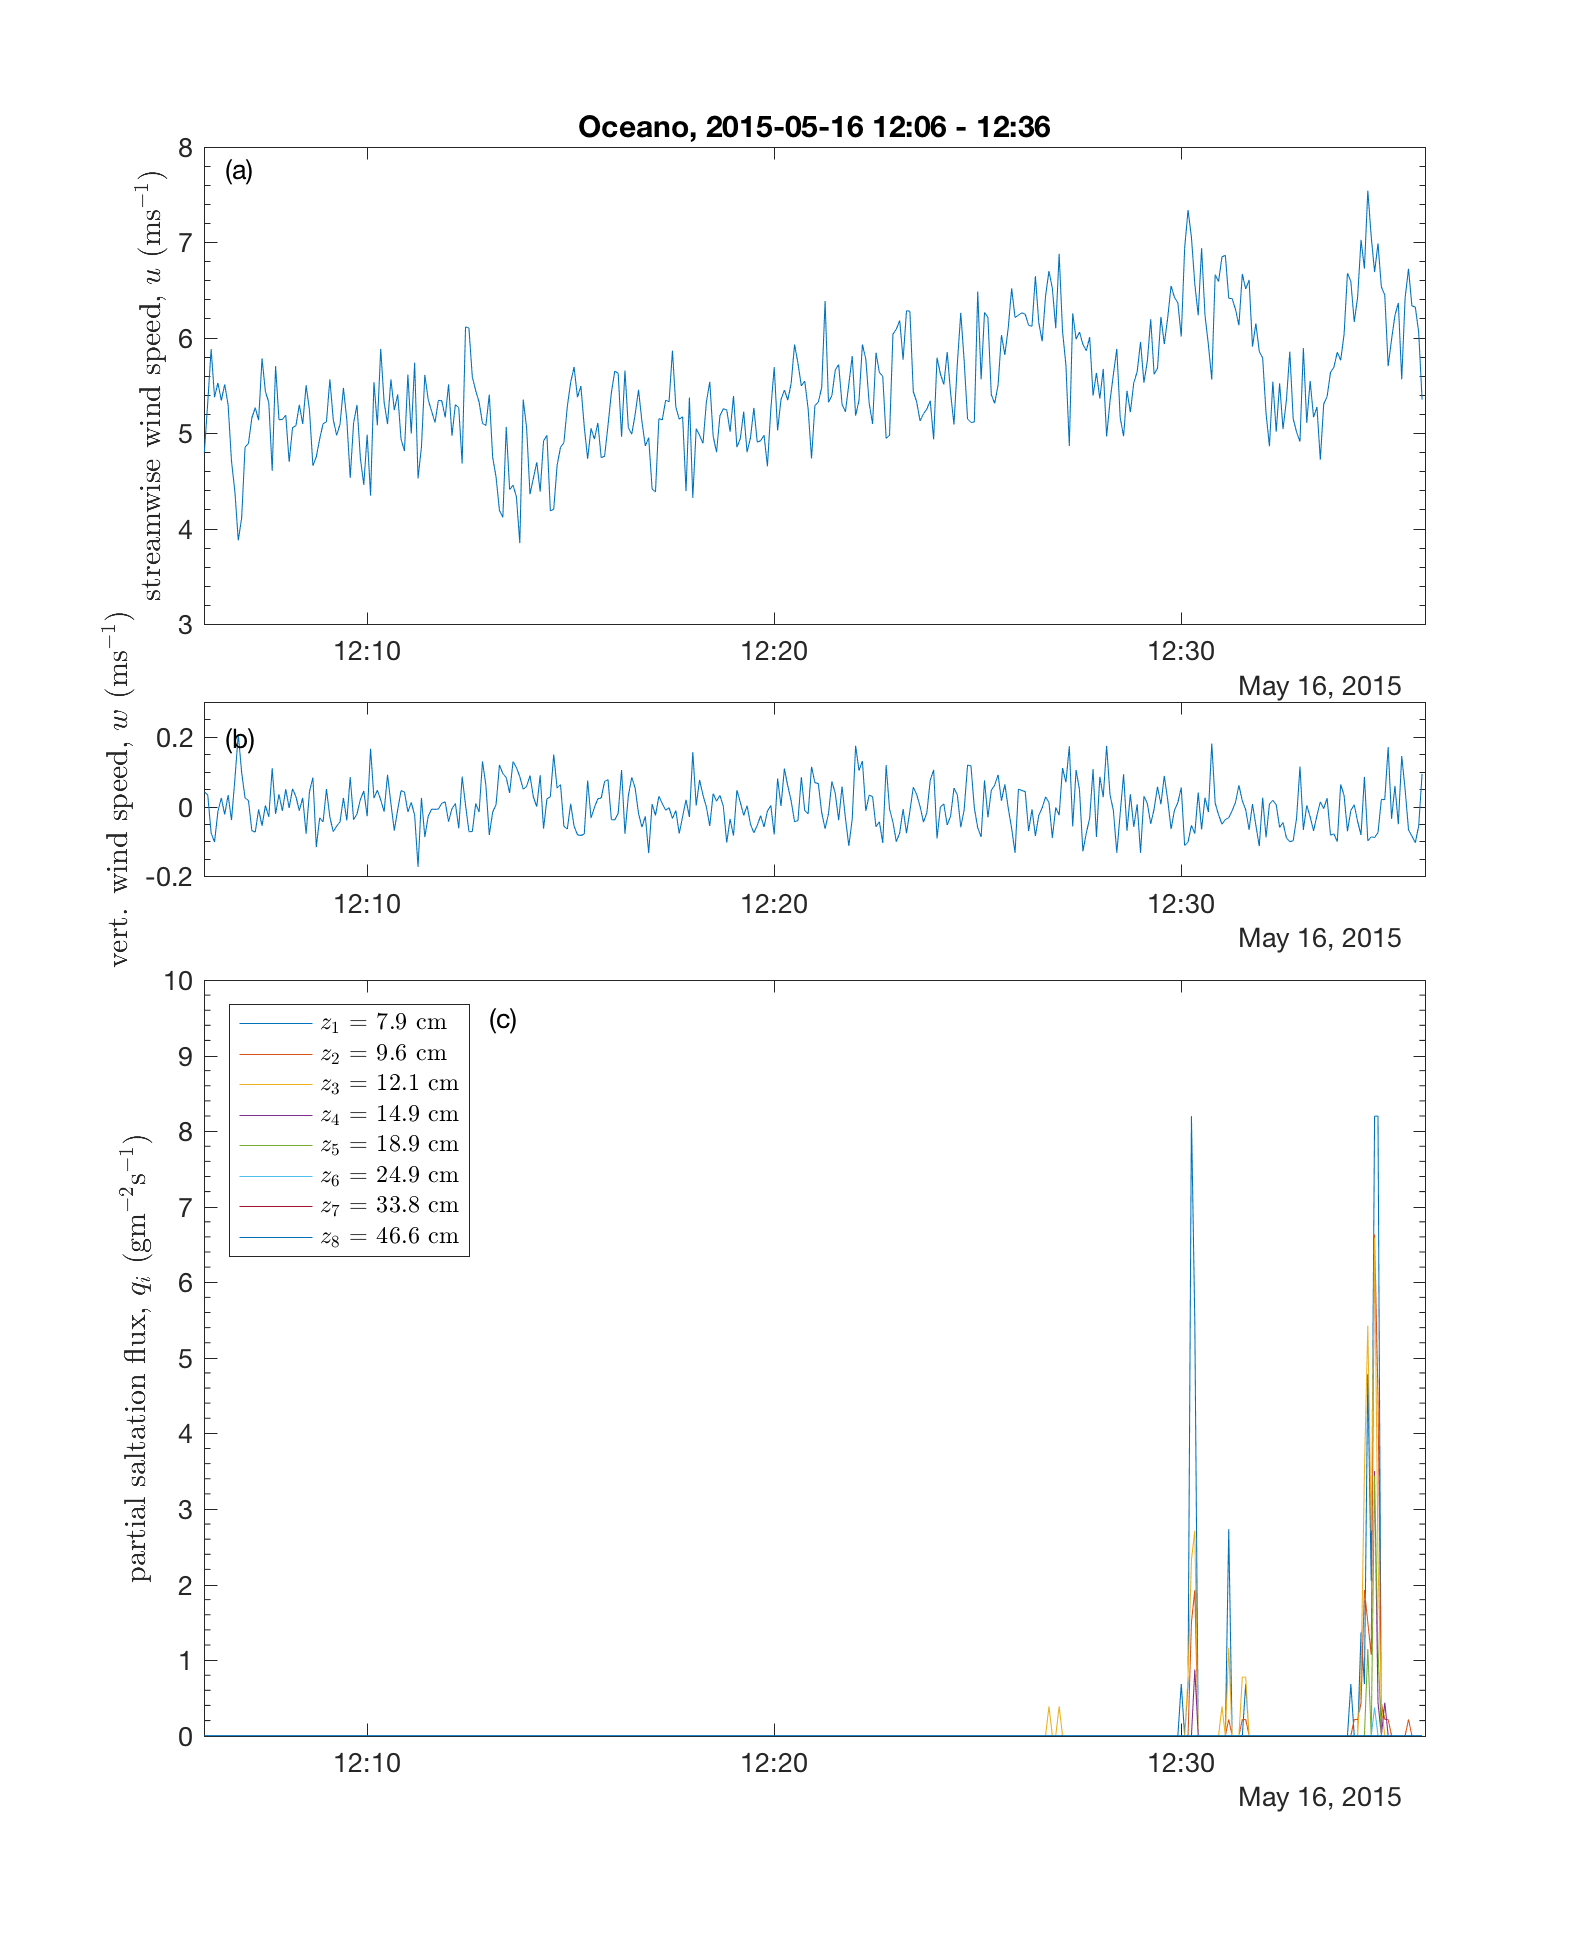 Oceano, 2015-05-16 12:06 - 12:36
(a)
streamwise wind speed, u (ms⁻¹)
8
7
6
5
4
3
12:10 12:20 12:30
May 16, 2015
(b)
vert. wind speed, w (ms⁻¹)
0.2
0
-0.2
12:10 12:20 12:30
May 16, 2015
(c)
partial saltation flux, qᵢ (gm⁻²s⁻¹)
10
9
8
7
6
5
4
3
2
1
0
z₁ = 7.9 cm
z₂ = 9.6 cm
z₃ = 12.1 cm
z₄ = 14.9 cm
z₅ = 18.9 cm
z₆ = 24.9 cm
z₇ = 33.8 cm
z₈ = 46.6 cm
12:10 12:20 12:30
May 16, 2015